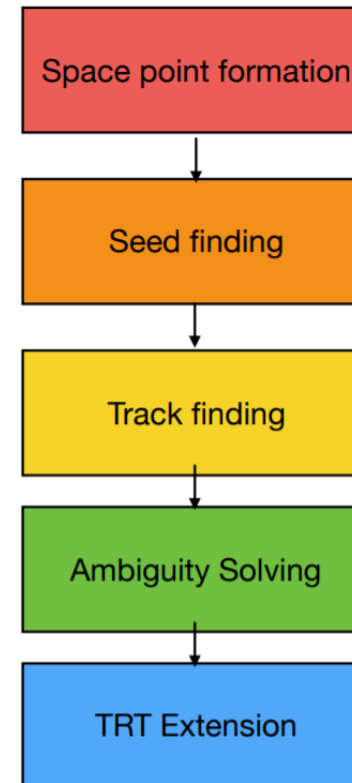 Space point formation
Seed finding
Track finding
Ambiguity Solving
TRT Extension